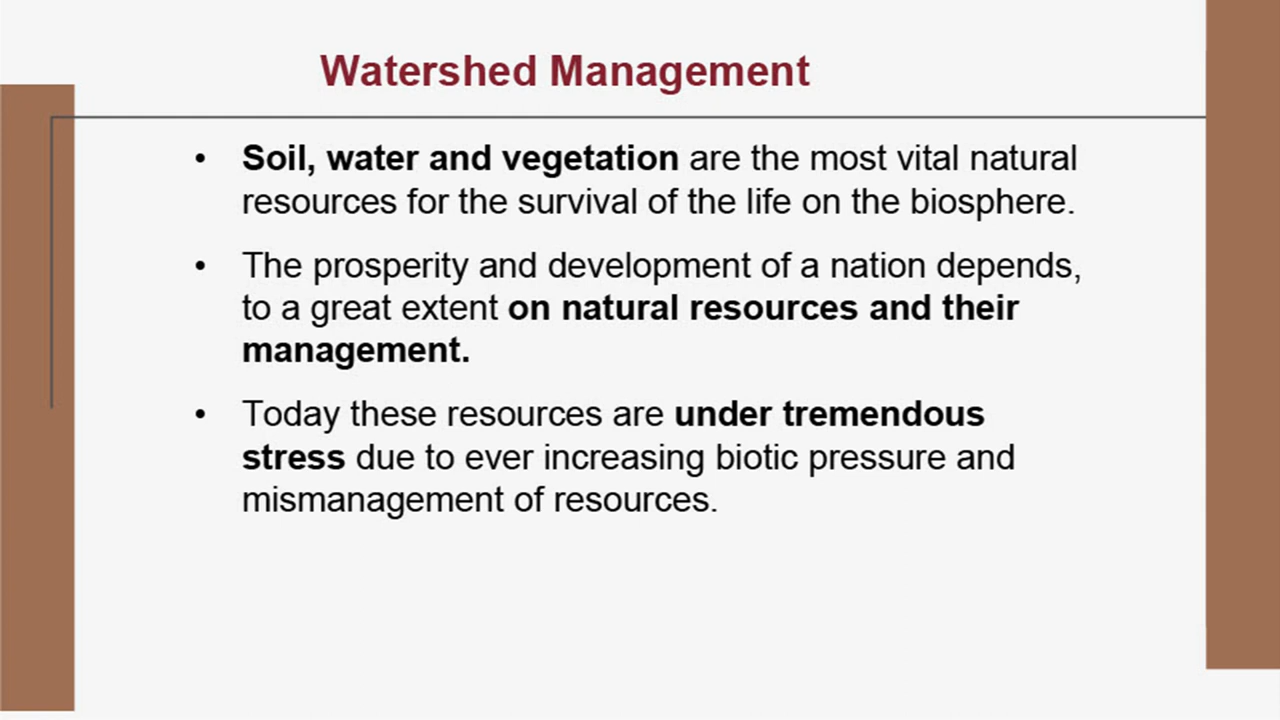 Watershed Management
• Soil, water and vegetation are the most vital natural
resources for the survival of the life on the biosphere.
• The prosperity and development of a nation depends,
to a great extent on natural resources and their
management.
• Today these resources are under tremendous
stress due to ever increasing biotic pressure and
mismanagement of resources.